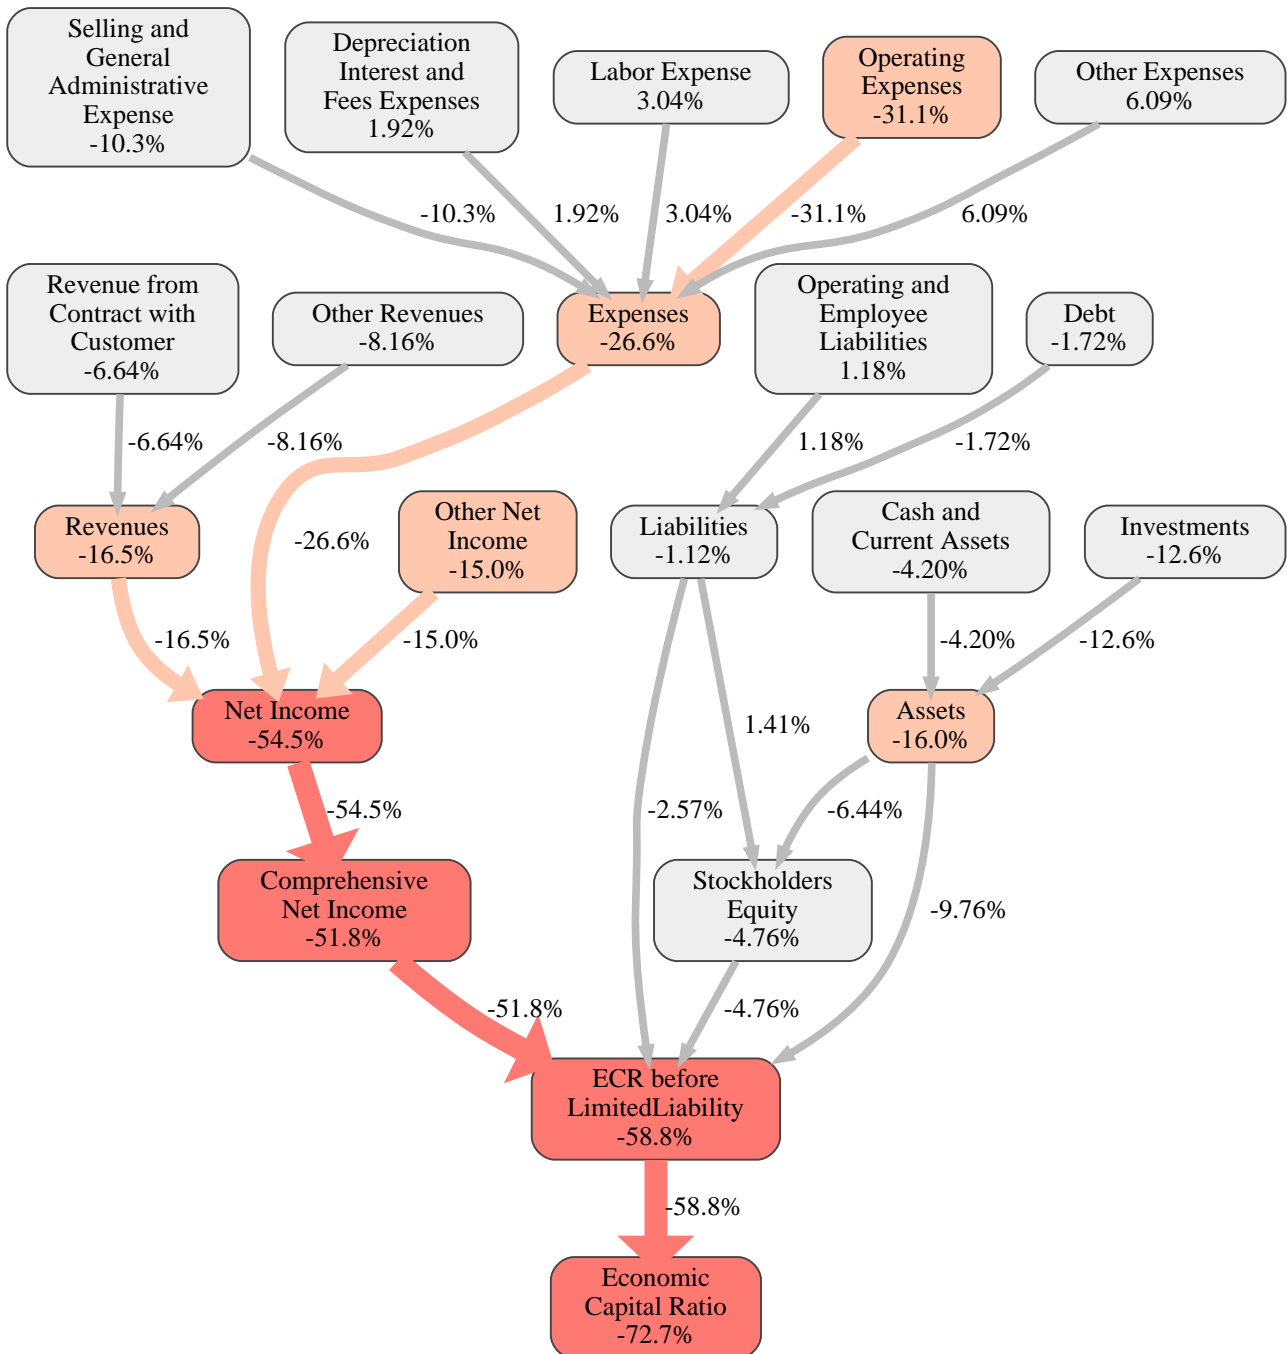 Selling and
General
Administrative
Expense
-10.3%
Depreciation
Interest and
Fees Expenses
1.92%
Labor Expense
3.04%
Operating
Expenses
-31.1%
Other Expenses
6.09%
-10.3%
1.92%
3.04%
-31.1%
6.09%
Revenue from
Contract with
Customer
-6.64%
Other Revenues
-8.16%
Expenses
-26.6%
Operating and
Employee
Liabilities
1.18%
Debt
-1.72%
-6.64%
-8.16%
1.18%
-1.72%
Revenues
-16.5%
-26.6%
Other Net
Income
-15.0%
Liabilities
-1.12%
Cash and
Current Assets
-4.20%
Investments
-12.6%
-16.5%
-15.0%
-4.20%
-12.6%
Net Income
-54.5%
1.41%
Assets
-16.0%
-54.5%
-2.57%
-6.44%
Comprehensive
Net Income
-51.8%
Stockholders
Equity
-4.76%
-9.76%
-51.8%
-4.76%
ECR before
LimitedLiability
-58.8%
-58.8%
Economic
Capital Ratio
-72.7%